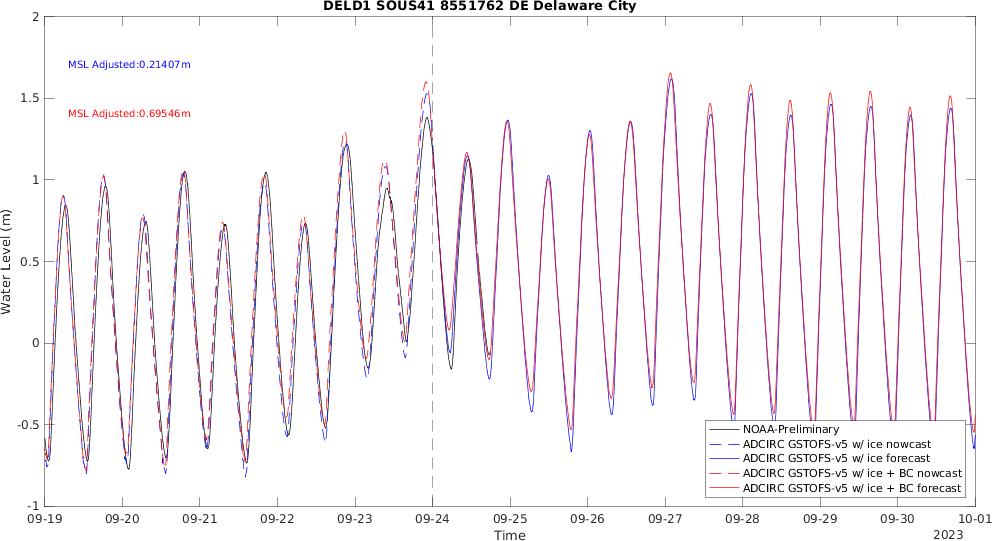 DELD1 SOUS41 8551762 DE Delaware City
MSL Adjusted:0.21407m
MSL Adjusted:0.69546m
Water Level (m)
2
1.5
1
0.5
0
-0.5
-1
NOAA-Preliminary
ADCIRC GSTOFS-v5 w/ ice nowcast
ADCIRC GSTOFS-v5 w/ ice forecast
ADCIRC GSTOFS-v5 w/ ice + BC nowcast
ADCIRC GSTOFS-v5 w/ ice + BC forecast
09-19 09-20 09-21 09-22 09-23 09-24 09-25 09-26 09-27 09-28 09-29 09-30 10-01
Time
2023